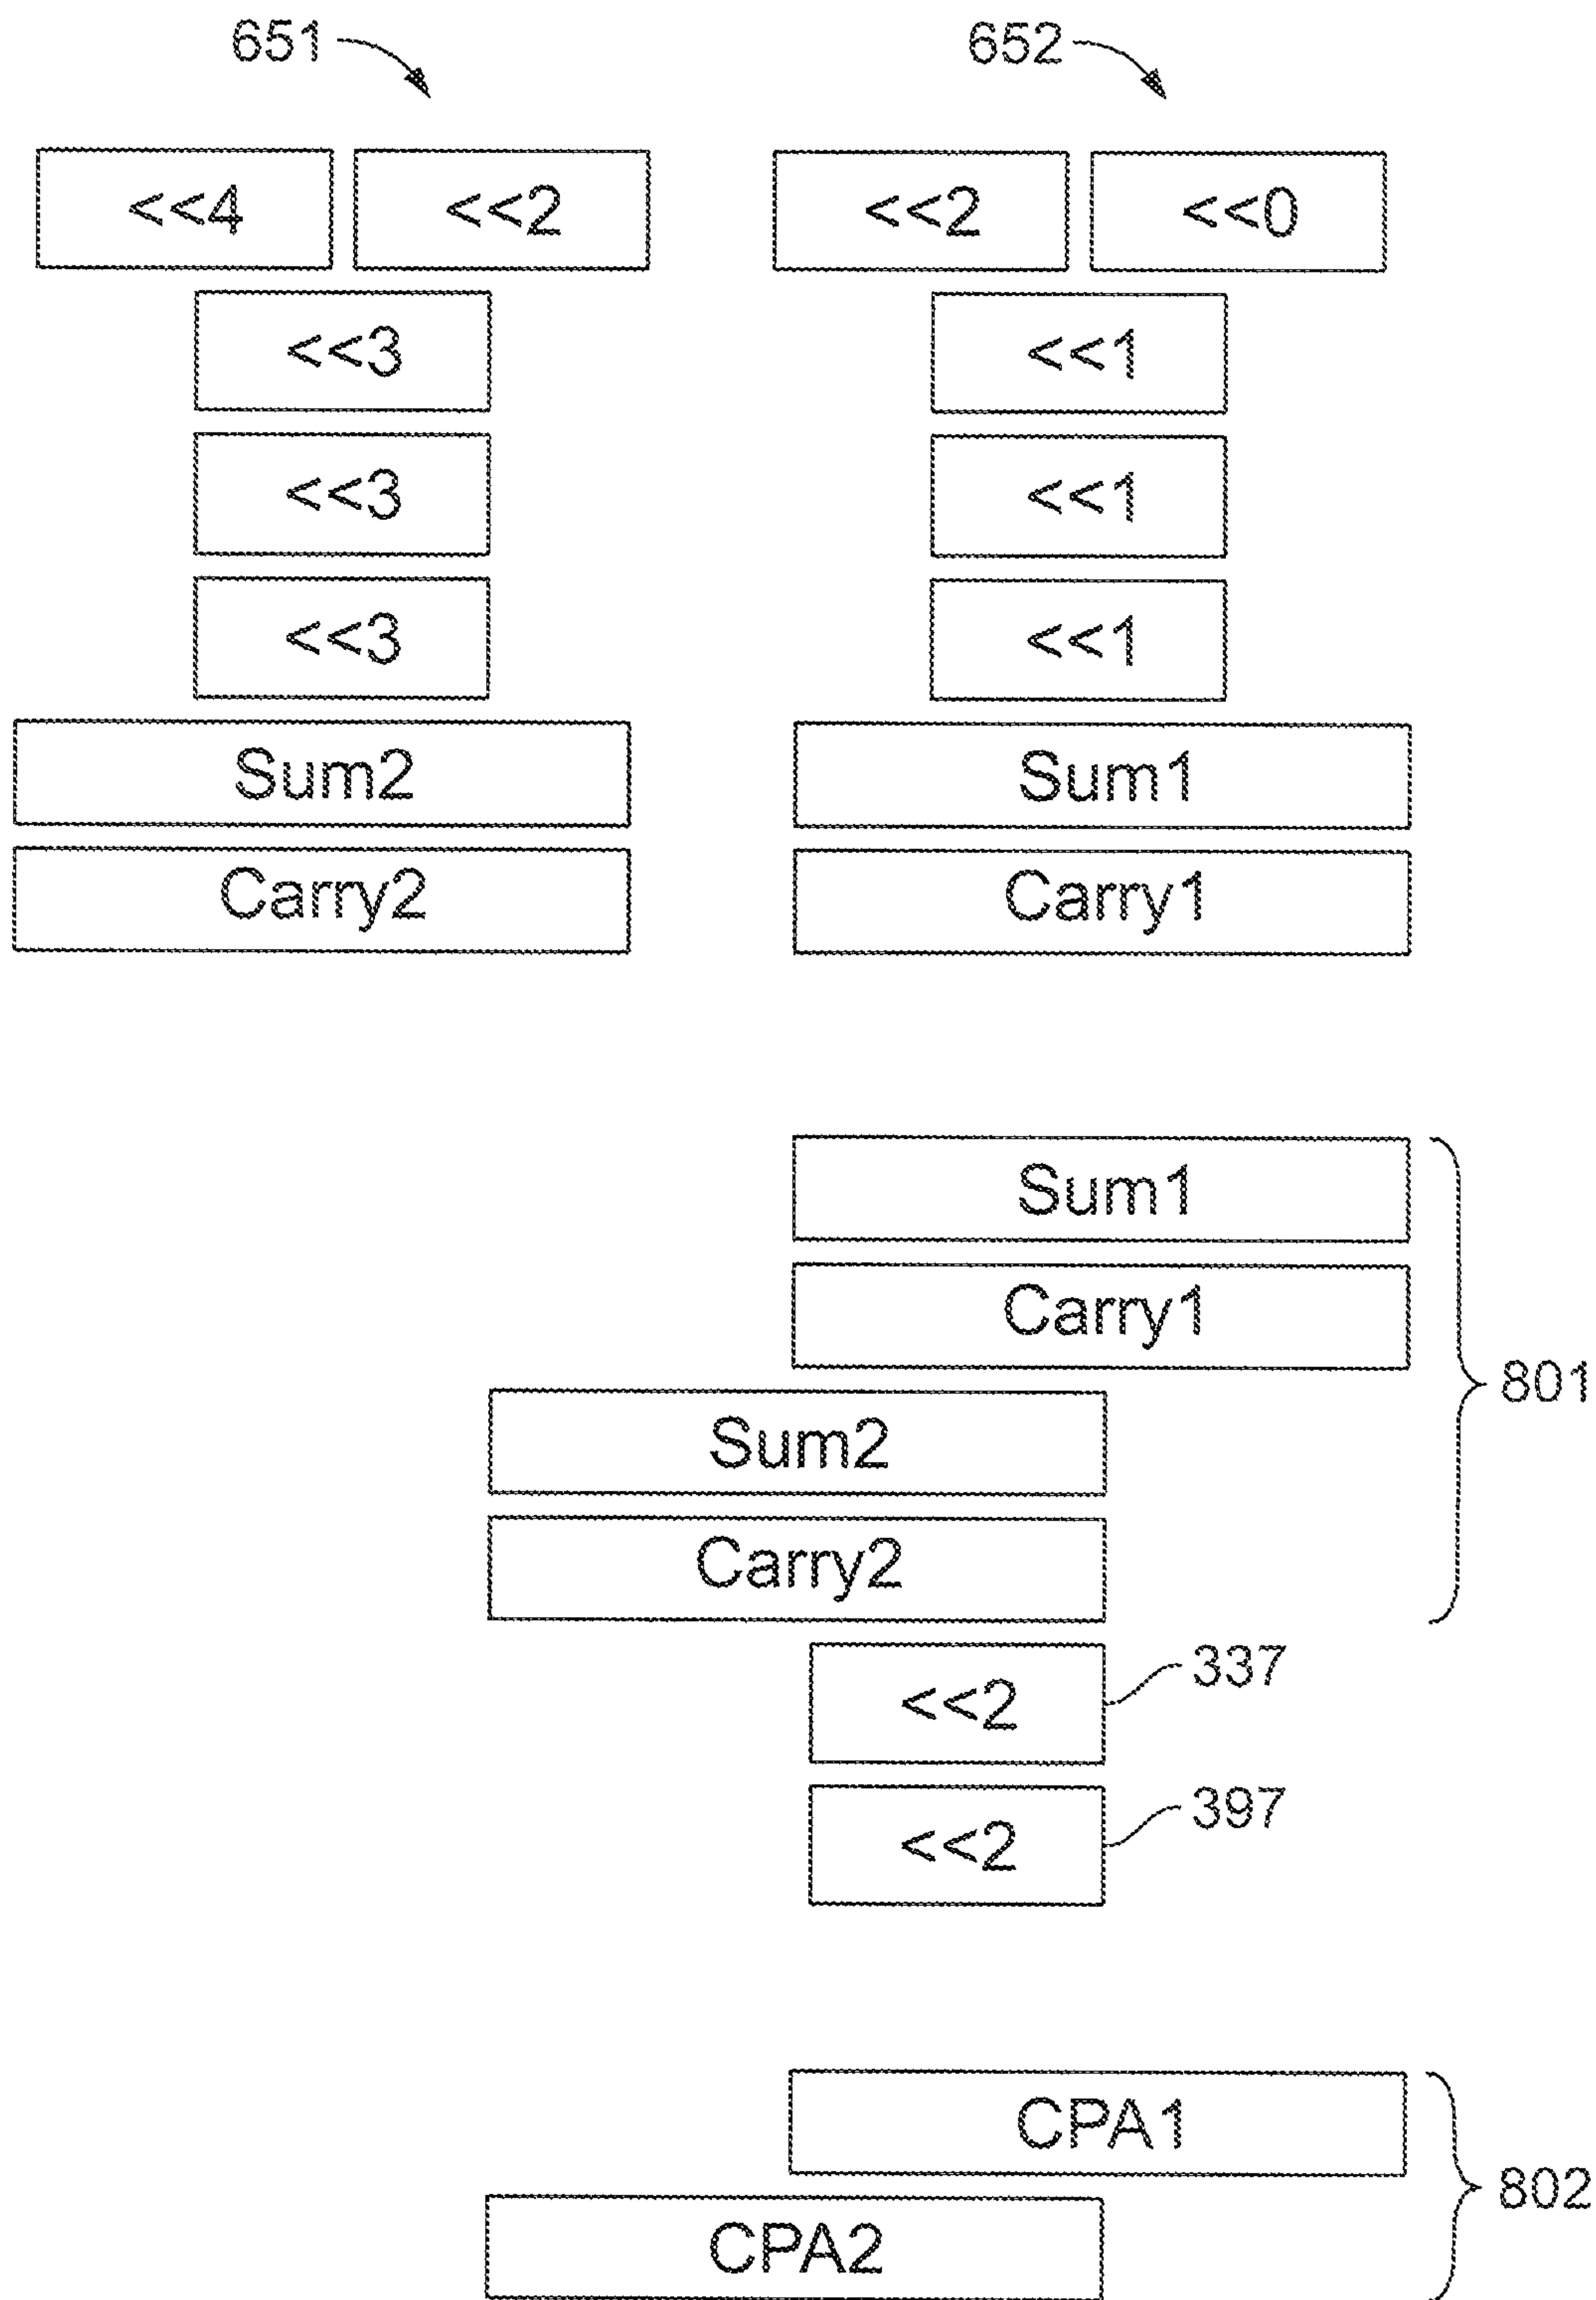 651 652
<<4 <<2 <<2 <<0
<<3 <<1
<<3 <<1
<<3 <<1
Sum2 Sum1
Carry2 Carry1
Sum1
Carry1
801
Sum2
Carry2
<<2 337
<<2 397
CPA1
802
CPA2